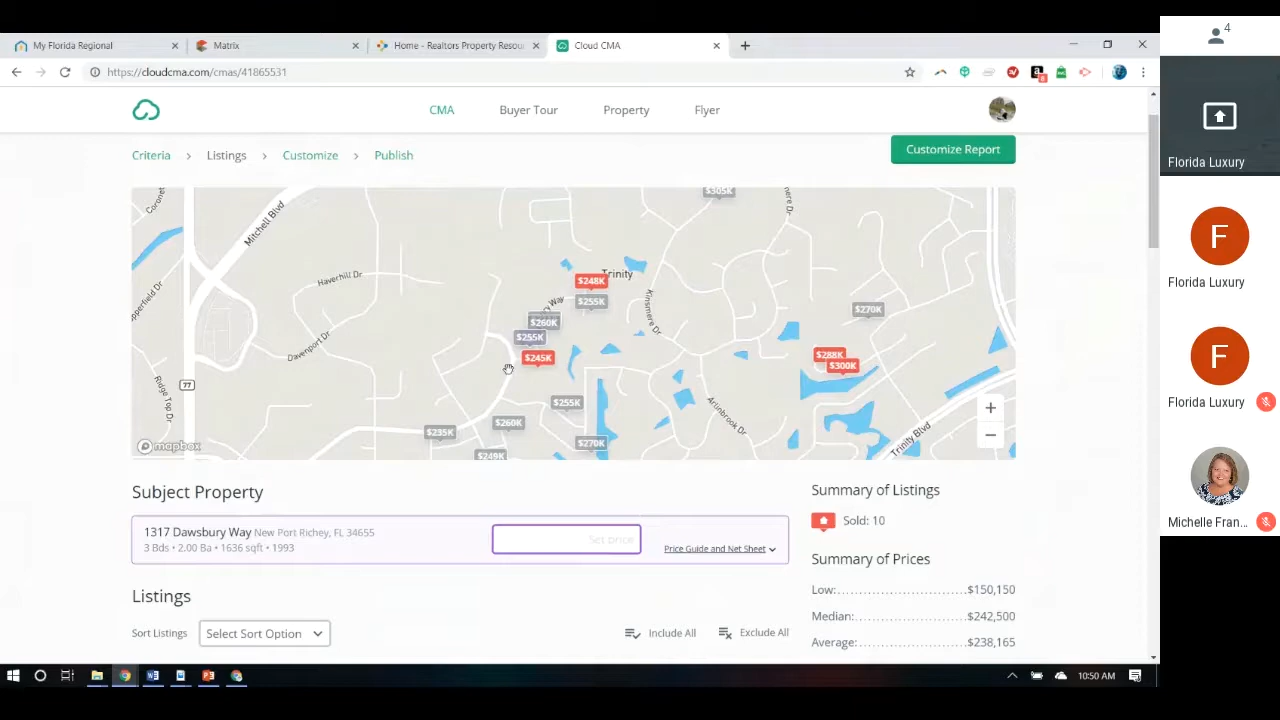 My Florida Regional
Matrix
Home - Realtors Property Resou
Cloud CMA
https://cloudcma.com/cmas/41865531
CMA
Buyer Tour
Property
Flyer
Criteria > Listings > Customize > Publish
Customize Report
Mitchell Blvd
Haverhill Dr
Davenport Dr
Ridge Top Dr
77
Trinity
Kinsmere Dr
Arlinbrook Dr
Trinity Blvd
$305K
$248K
$255K
$260K
$255K
$245K
$270K
$288K
$300K
$255K
$260K
$235K
$249K
$270K
mapbox
Subject Property
1317 Dawsbury Way New Port Richey, FL 34655
3 Bds • 2.00 Ba • 1636 sqft • 1993
Set price
Price Guide and Net Sheet
Listings
Sort Listings
Select Sort Option
Include All
Exclude All
Summary of Listings
Sold: 10
Summary of Prices
Low: $150,150
Median: $242,500
Average: $238,165
10:50 AM
4
Florida Luxury
F
Florida Luxury
F
Florida Luxury
Michelle Fran...